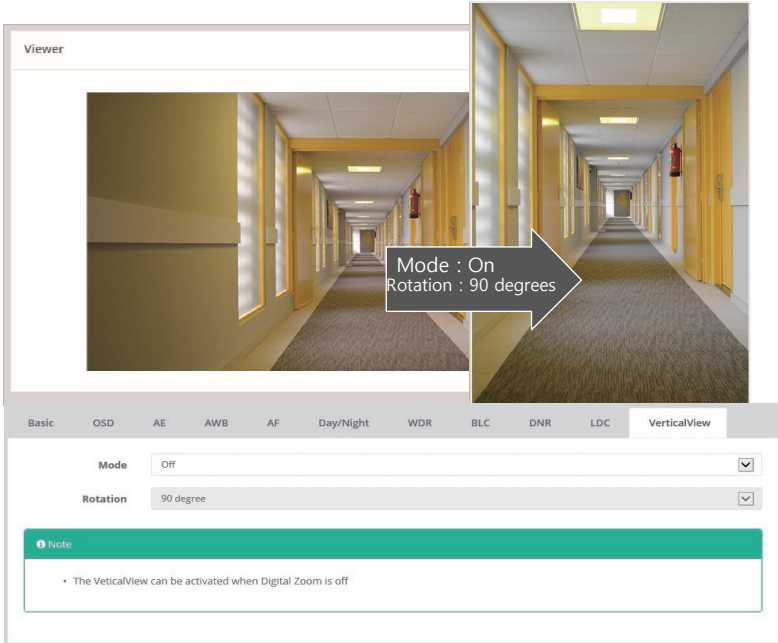 Viewer
Mode : On
Rotation : 90 degrees
Basic OSD AE AWB AF Day/Night WDR BLC DNR LDC VerticalView
Mode Off
Rotation 90 degree
Note
• The VeticalView can be activated when Digital Zoom is off